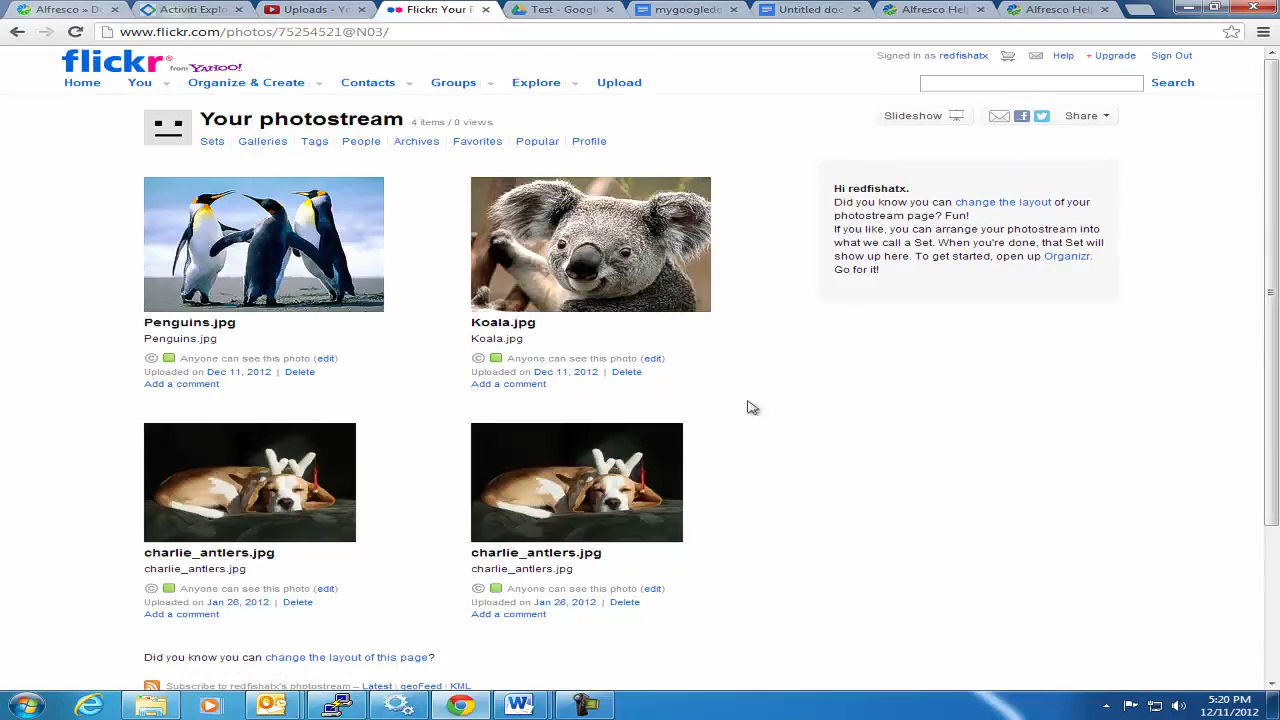 Alfresco » D
Activiti Explo
Uploads - Y
Flickr: Your P
Test - Goog
mygoogled
Untitled doc
Alfresco Hel
Alfresco Hel
www.flickr.com/photos/75254521@N03/
flickr from YAHOO!
Signed in as redfishatx Help + Upgrade Sign Out
Home You Organize & Create Contacts Groups Explore Upload Search
Your photostream 4 items / 0 views
Slideshow Share
Sets Galleries Tags People Archives Favorites Popular Profile
Hi redfishatx.
Did you know you can change the layout of your
photostream page? Fun!
If you like, you can arrange your photostream into
what we call a Set. When you're done, that Set will
show up here. To get started, open up Organizr.
Go for it!
Penguins.jpg
Penguins.jpg
© Anyone can see this photo (edit)
Uploaded on Dec 11, 2012 | Delete
Add a comment
Koala.jpg
Koala.jpg
© Anyone can see this photo (edit)
Uploaded on Dec 11, 2012 | Delete
Add a comment
charlie_antlers.jpg
charlie_antlers.jpg
© Anyone can see this photo (edit)
Uploaded on Jan 26, 2012 | Delete
Add a comment
charlie_antlers.jpg
charlie_antlers.jpg
© Anyone can see this photo (edit)
Uploaded on Jan 26, 2012 | Delete
Add a comment
Did you know you can change the layout of this page?
Subscribe to redfishatx's photostream – Latest | geoFeed | KML
5:20 PM
12/11/2012